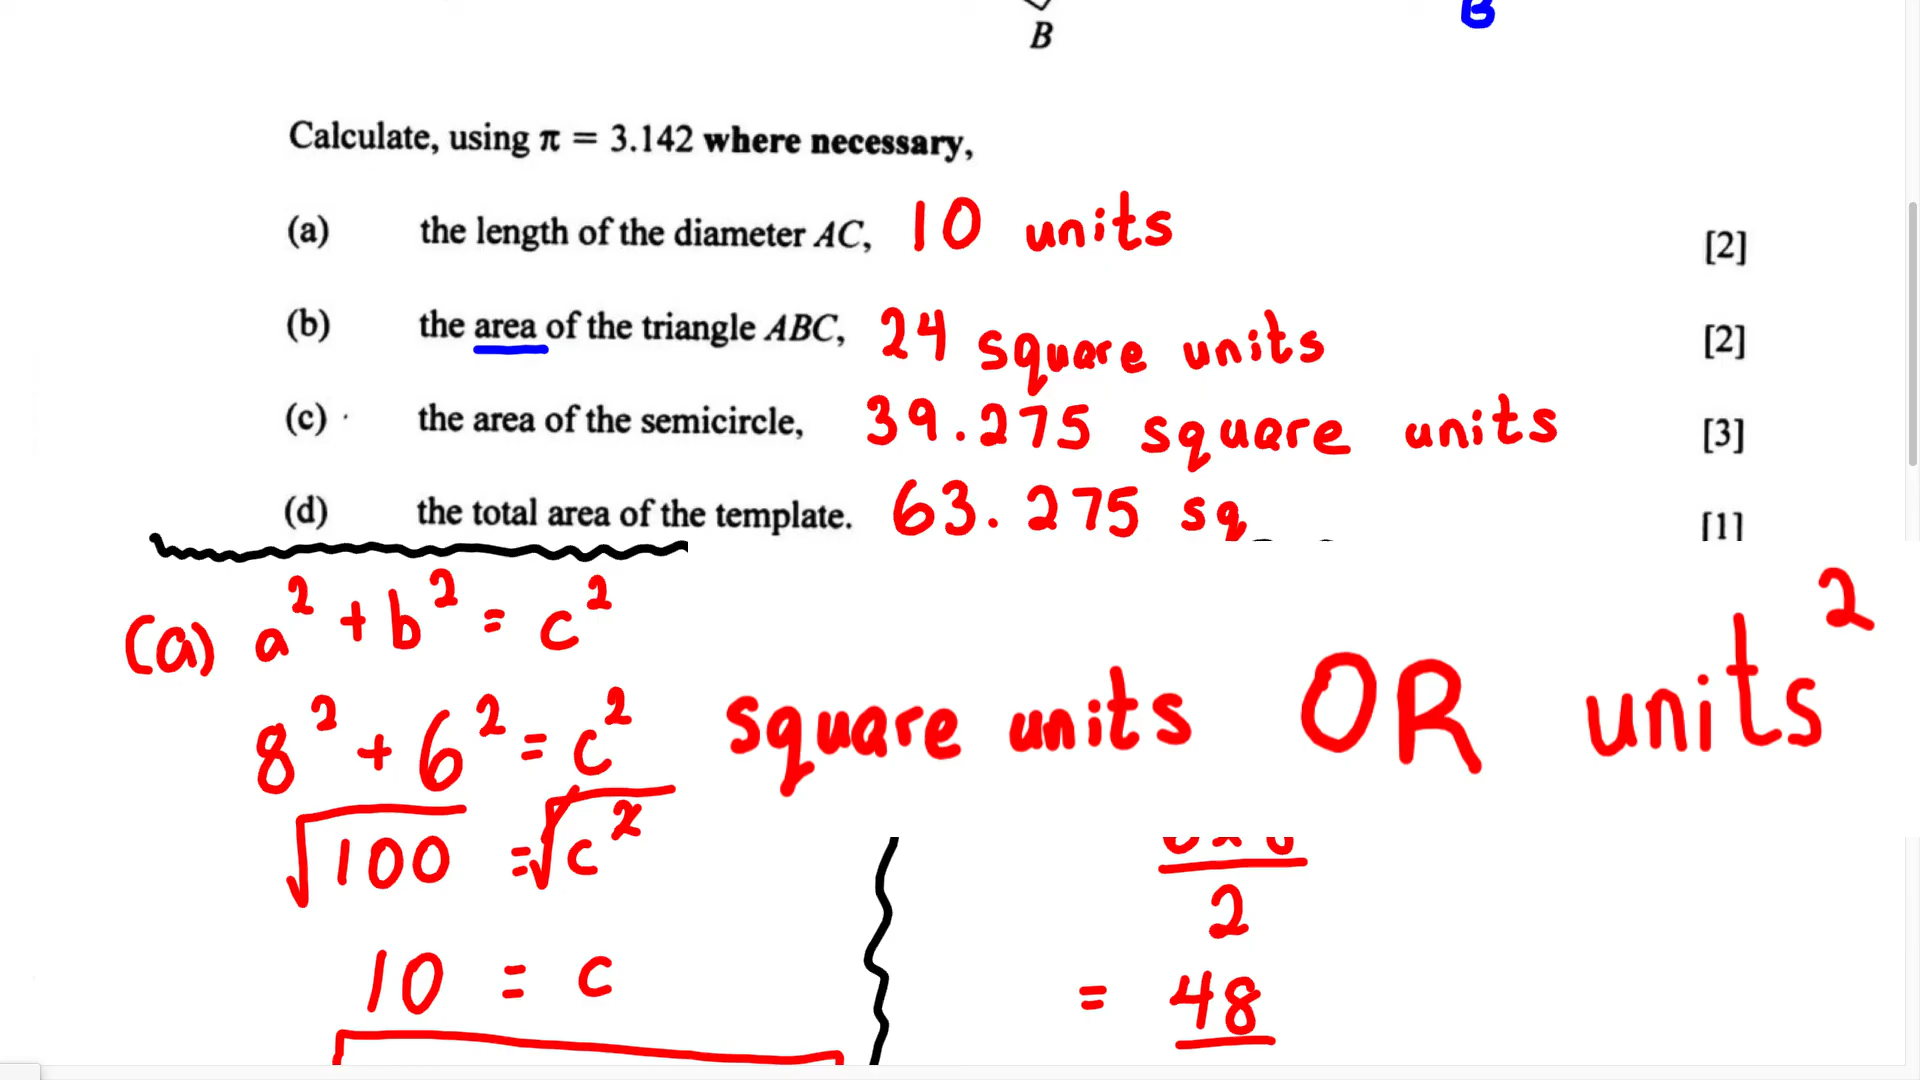 B
B
Calculate, using π = 3.142 where necessary,
(a) the length of the diameter AC, 10 units [2]
(b) the area of the triangle ABC, 24 square units [2]
(c) the area of the semicircle, 39.275 square units [3]
(d) the total area of the template. 63.275 sq [1]
(a) a² + b² = c²
8² + 6² = c²
square units OR units²
√100 = √c²
2
10 = c
= 48